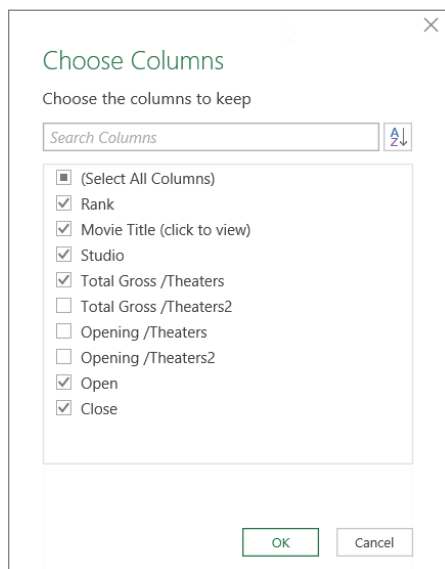 Choose Columns
Choose the columns to keep
Search Columns
(Select All Columns)
Rank
Movie Title (click to view)
Studio
Total Gross /Theaters
Total Gross /Theaters2
Opening /Theaters
Opening /Theaters2
Open
Close
OK Cancel